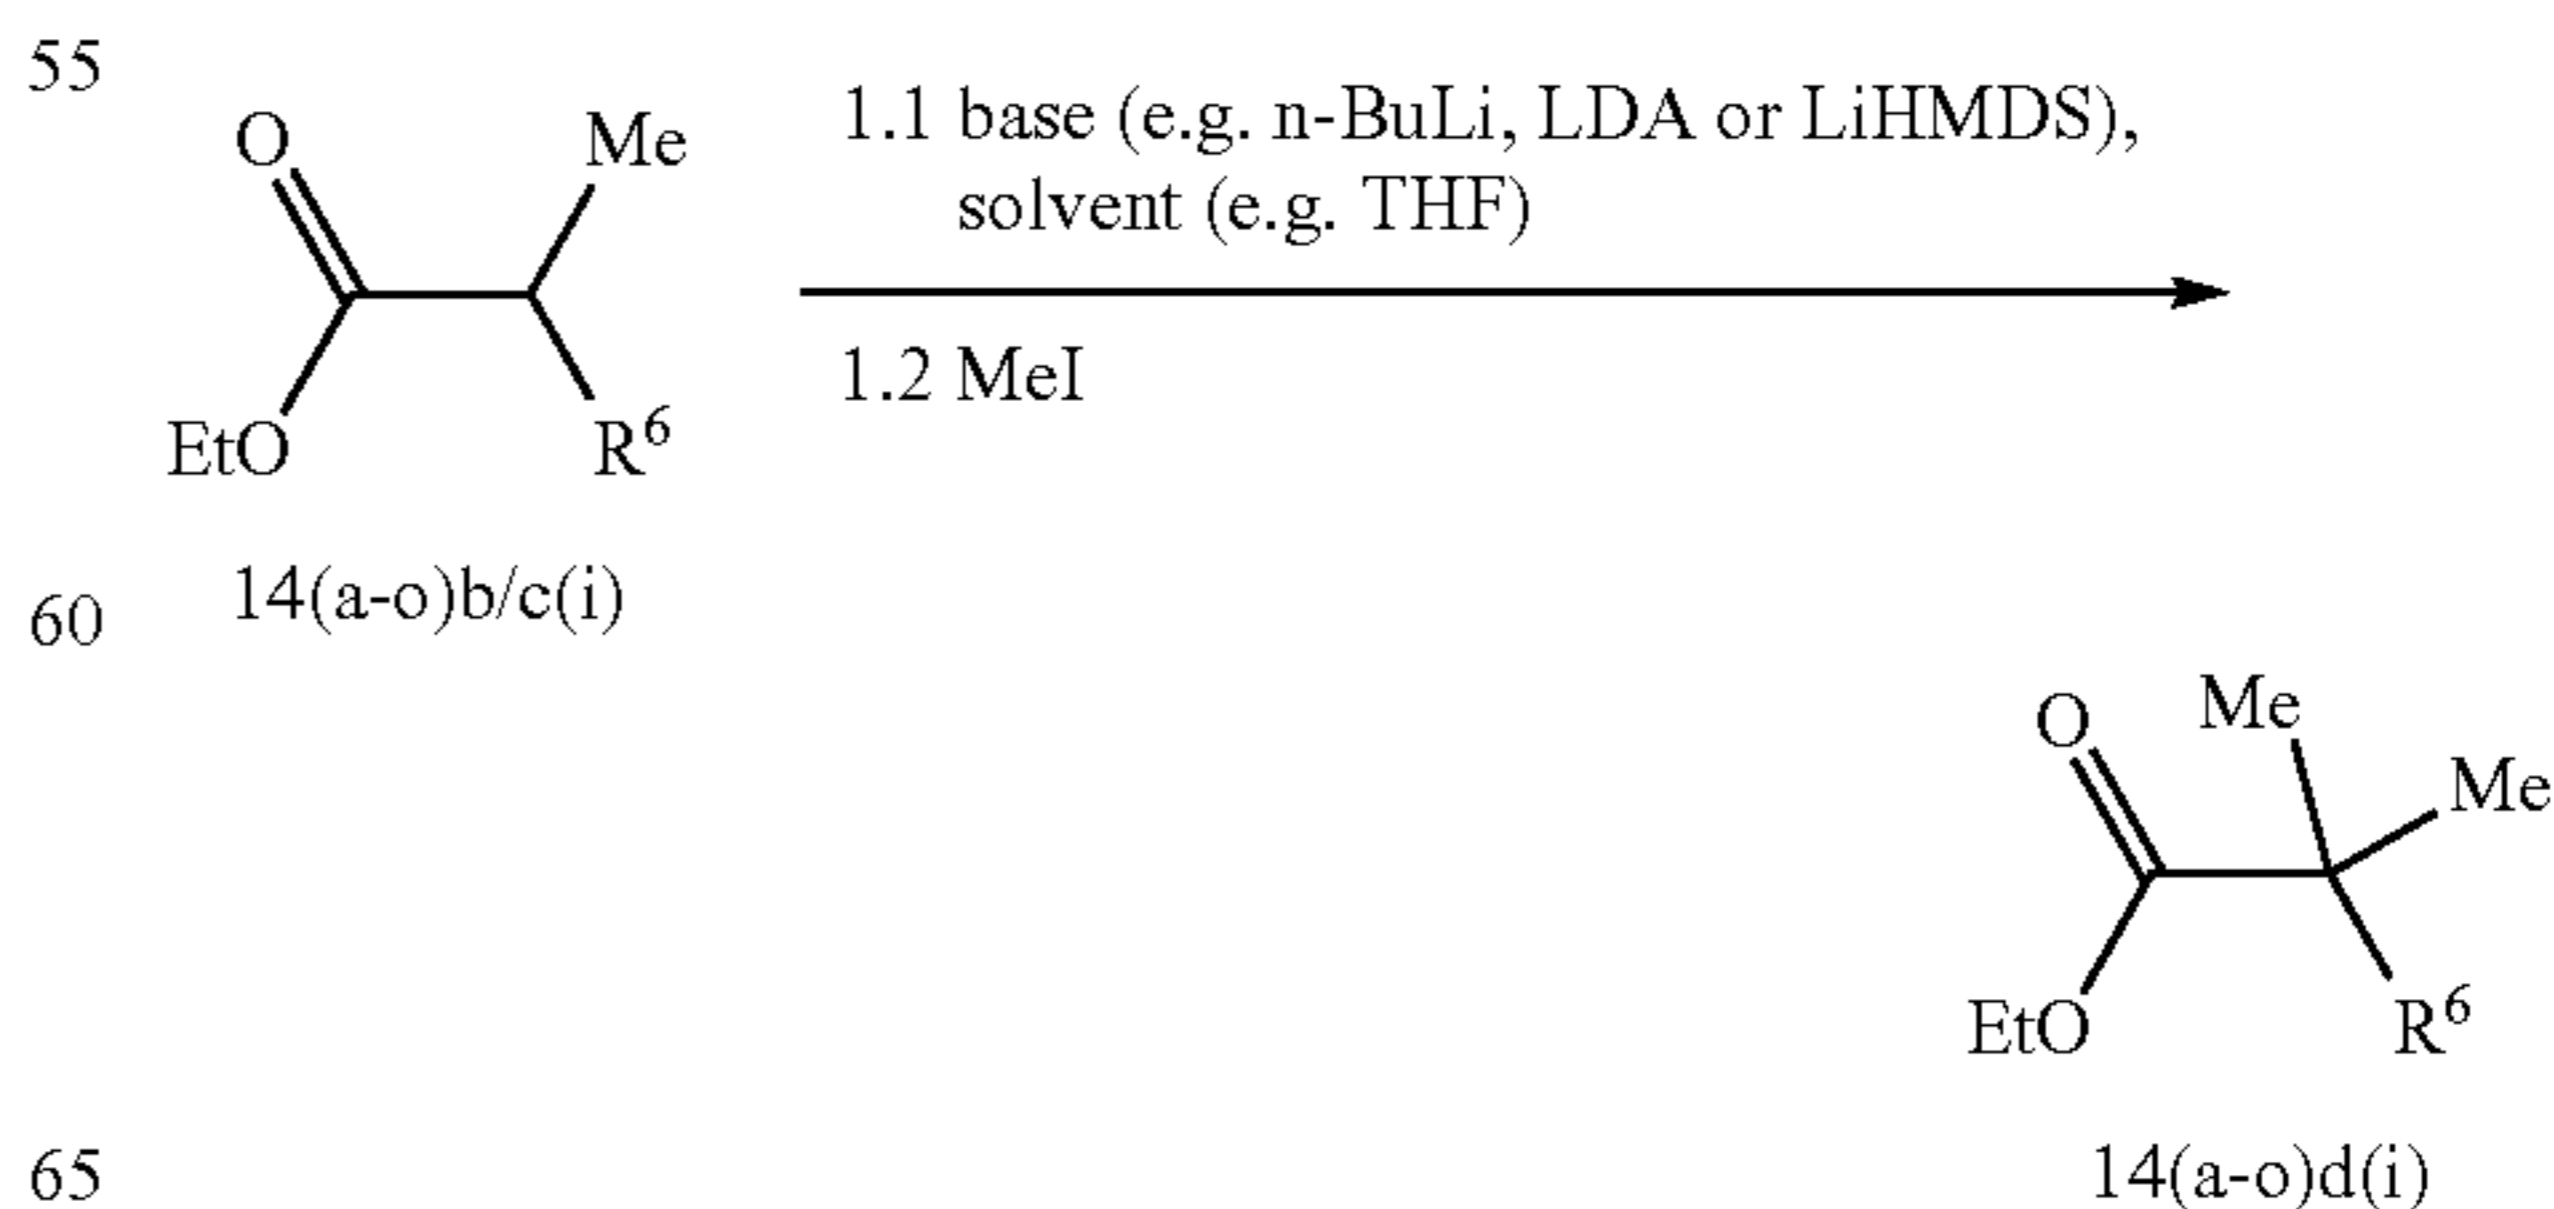 55
O
Me
1.1 base (e.g. n-BuLi, LDA or LiHMDS),
solvent (e.g. THF)
1.2 MeI
EtO
R⁶
60
14(a-o)b/c(i)
O
Me
Me
EtO
R⁶
65
14(a-o)d(i)